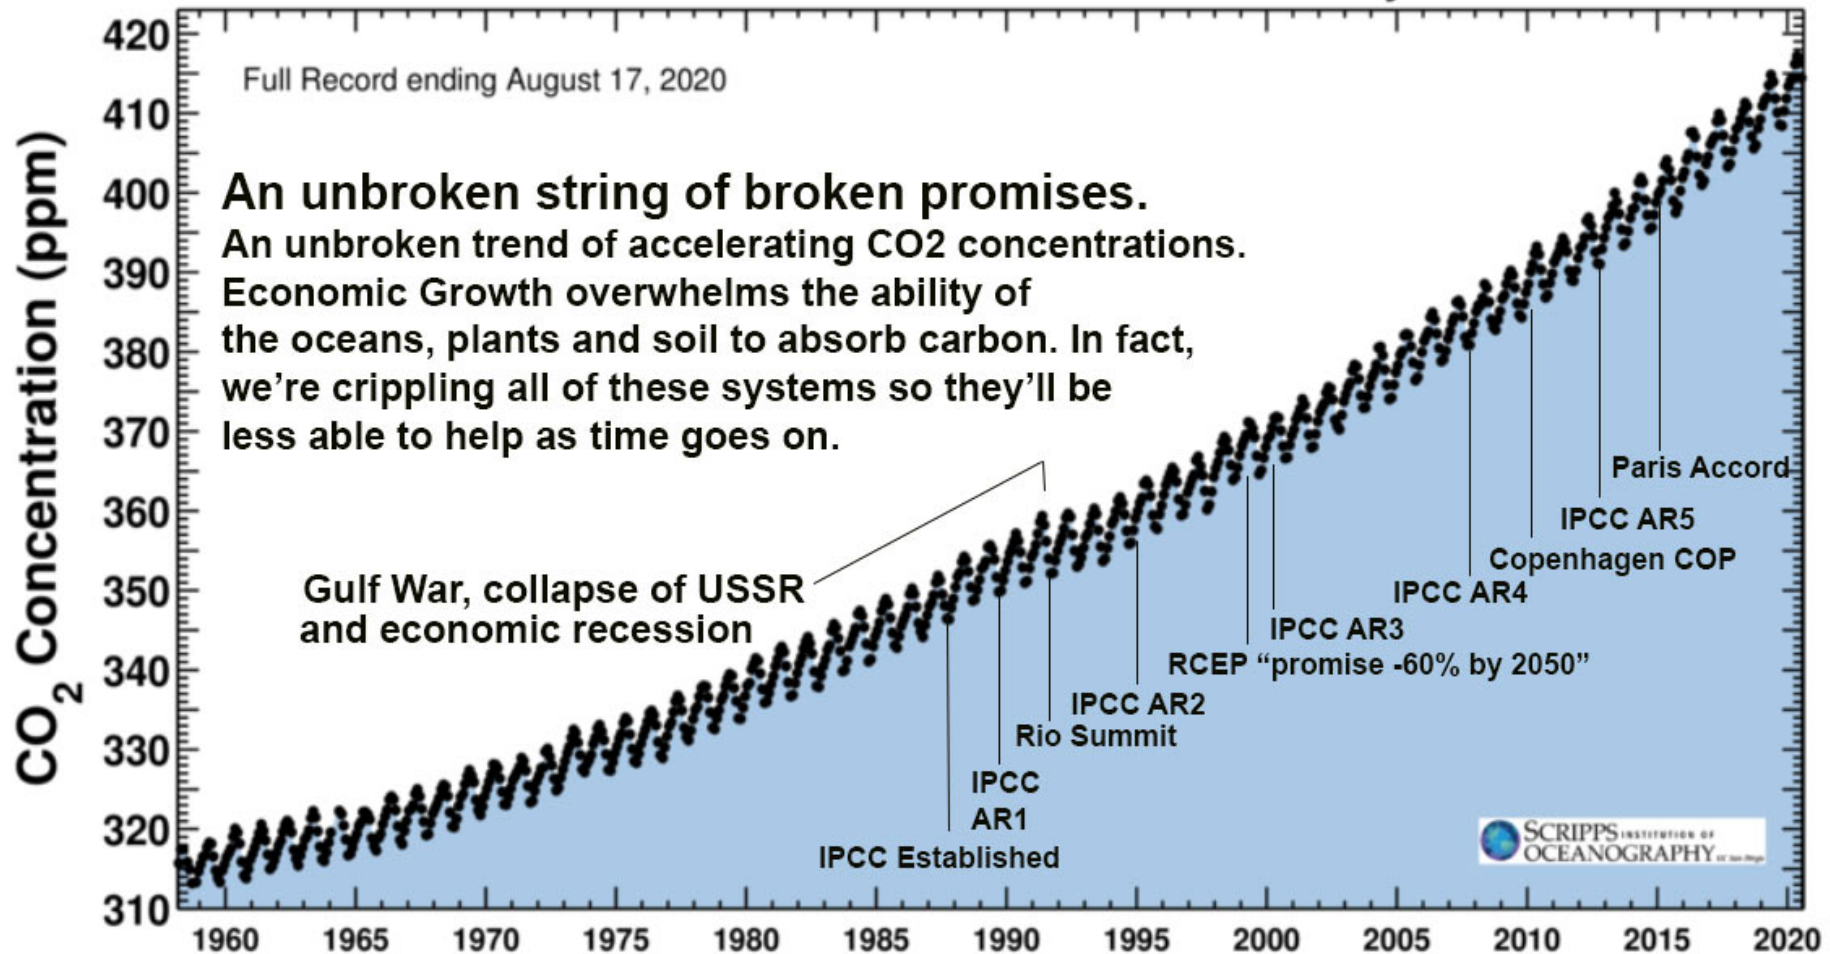 420
410
400
390
380
370
360
350
340
330
320
310
CO2 Concentration (ppm)
Full Record ending August 17, 2020
An unbroken string of broken promises.
An unbroken trend of accelerating CO2 concentrations.
Economic Growth overwhelms the ability of
the oceans, plants and soil to absorb carbon. In fact,
we're crippling all of these systems so they'll be
less able to help as time goes on.
Gulf War, collapse of USSR
and economic recession
Paris Accord
IPCC AR5
Copenhagen COP
IPCC AR4
IPCC AR3
RCEP “promise -60% by 2050”
IPCC AR2
Rio Summit
IPCC
AR1
IPCC Established
SCRIPPS INSTITUTION OF
OCEANOGRAPHY UC San Diego
1960 1965 1970 1975 1980 1985 1990 1995 2000 2005 2010 2015 2020